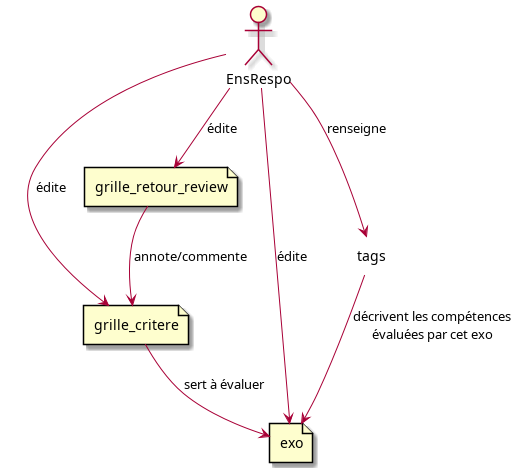 EnsRespo
édite
renseigne
édite
grille_retour_review
annote/commente
édite
tags
grille_critere
décrivent les compétences
évaluées par cet exo
sert à évaluer
exo